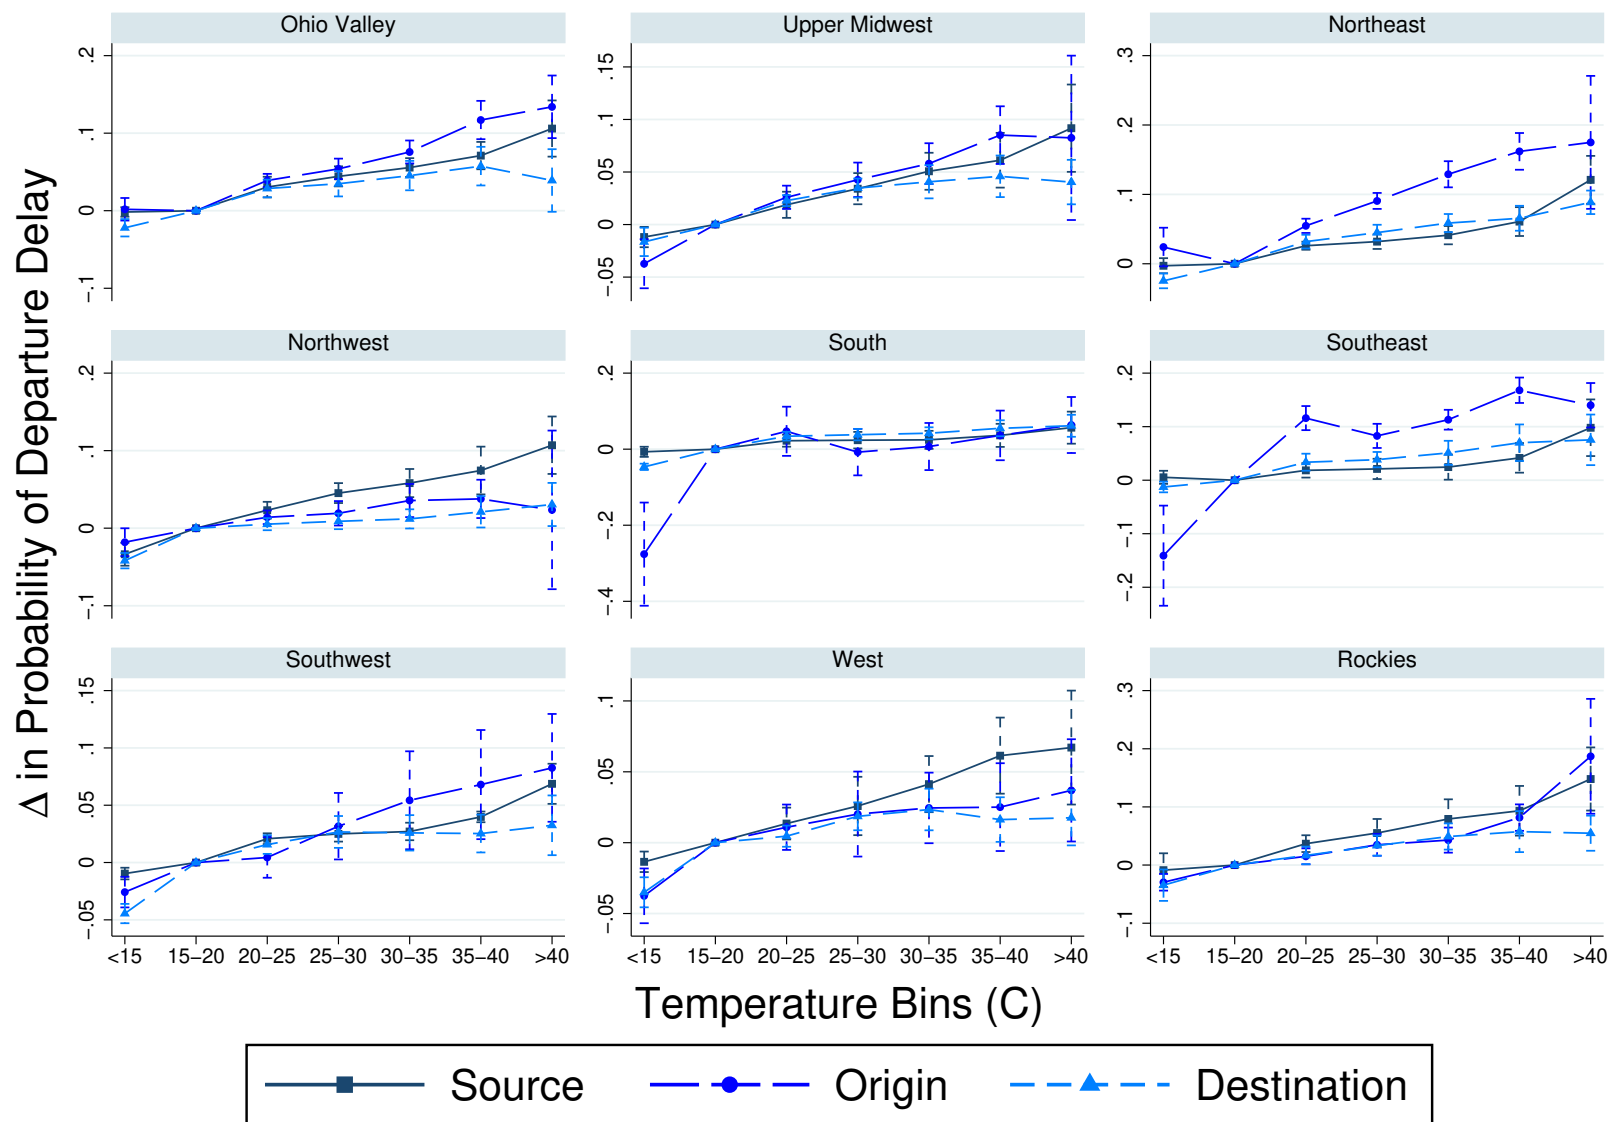 Ohio Valley
Upper Midwest
Northeast
.2
.1
0
−.1
.15
.1
.05
0
−.05
.3
.2
.1
0
Northwest
South
Southeast
.2
.1
0
−.1
.2
0
−.2
−.4
.2
.1
0
−.1
−.2
Southwest
West
Rockies
.15
.1
.05
0
−.05
.1
.05
0
−.05
.3
.2
.1
0
−.1
<15 15−20 20−25 25−30 30−35 35−40 >40
<15 15−20 20−25 25−30 30−35 35−40 >40
<15 15−20 20−25 25−30 30−35 35−40 >40
Δ in Probability of Departure Delay
Temperature Bins (C)
Source Origin Destination